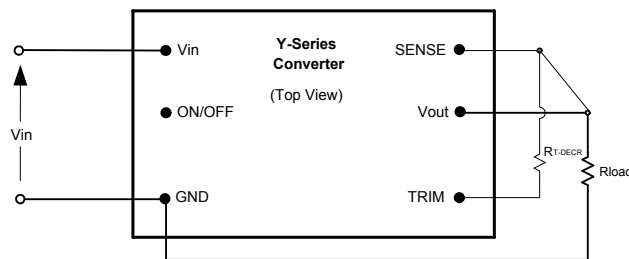 Y-Series
Converter
(Top View)
Vin
SENSE
ON/OFF
Vout
Vin
RT-DECR
Rload
GND
TRIM